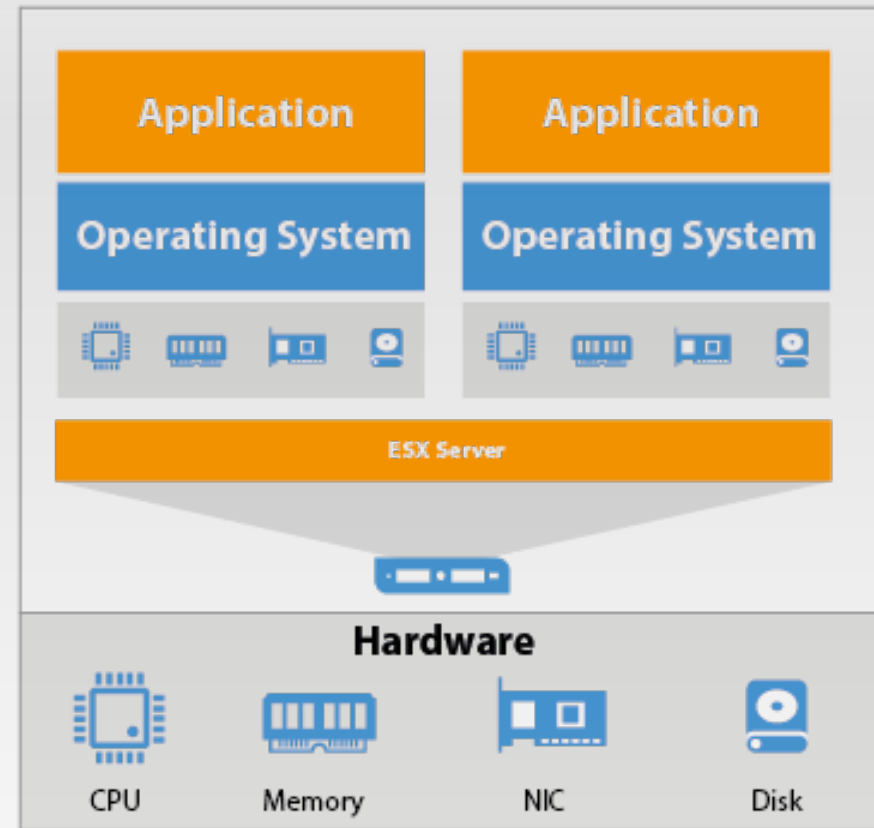 Application
Application
Operating System
Operating System
ESX Server
Hardware
CPU
Memory
NIC
Disk